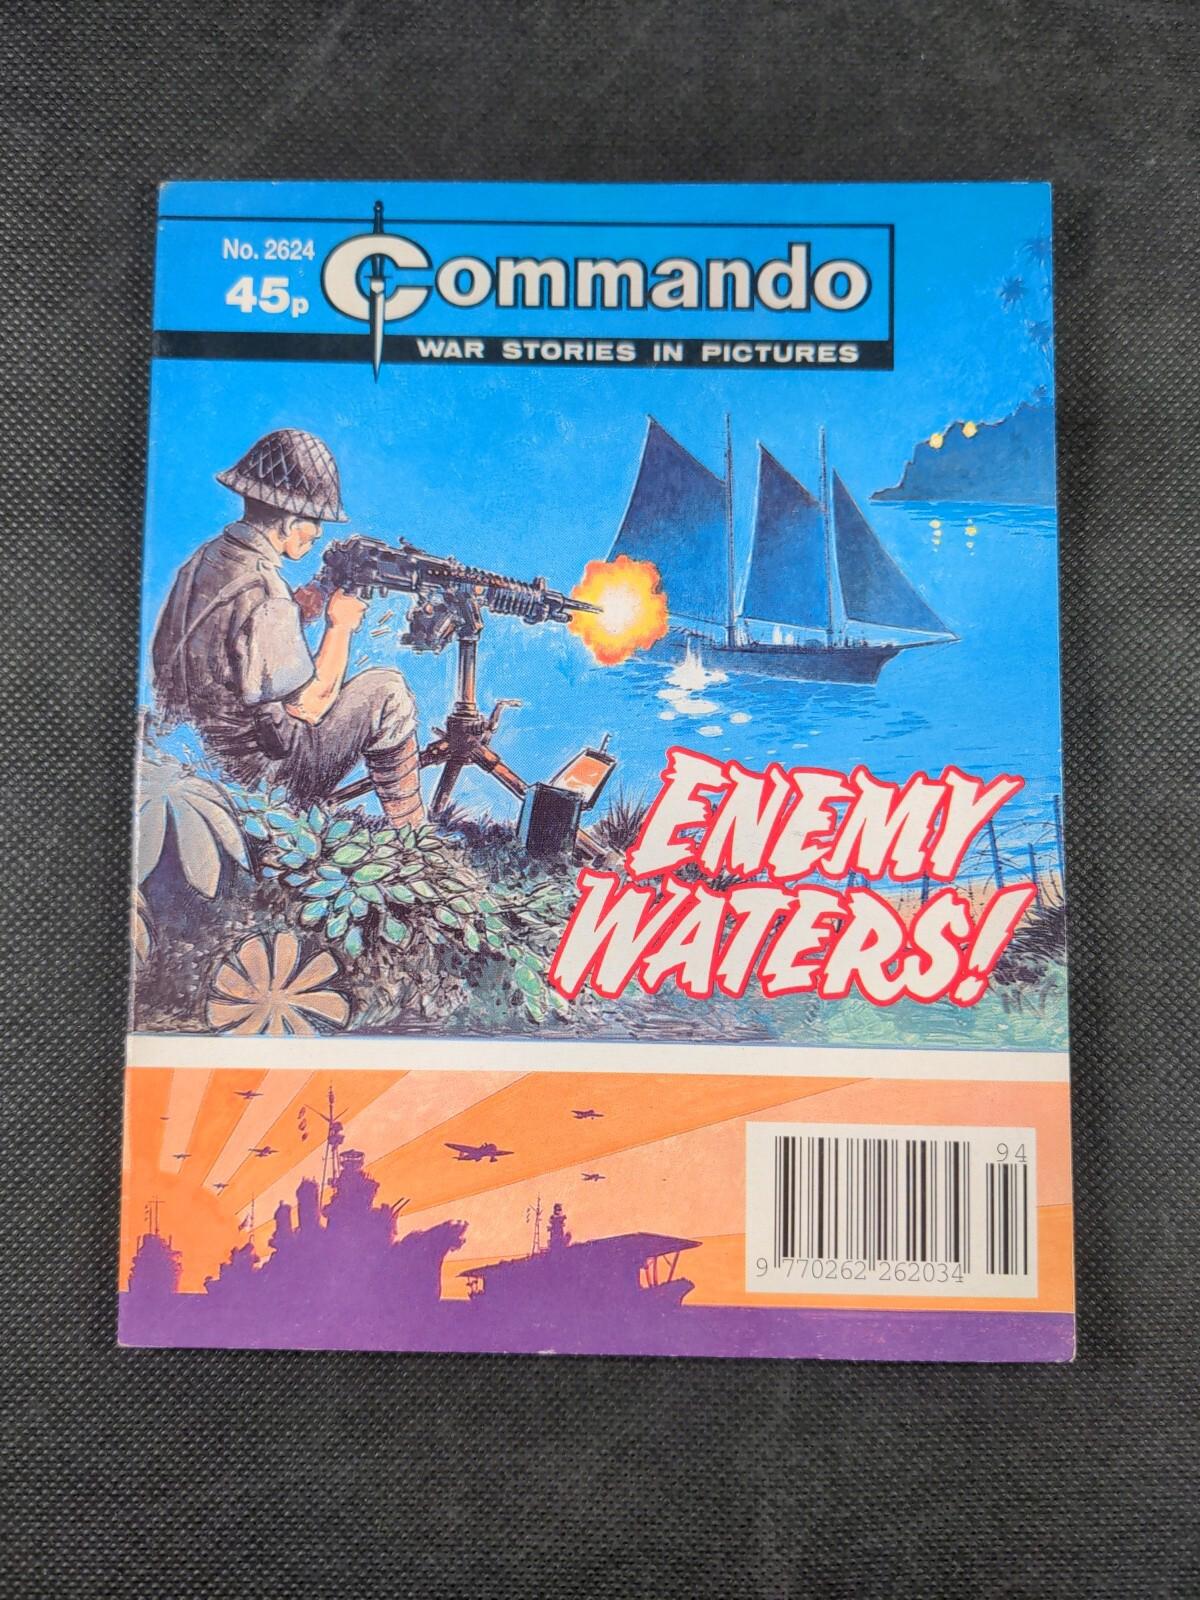 No. 2624
45p
Commando
WAR STORIES IN PICTURES
ENEMY
WATERS!
94
9 770262 262034